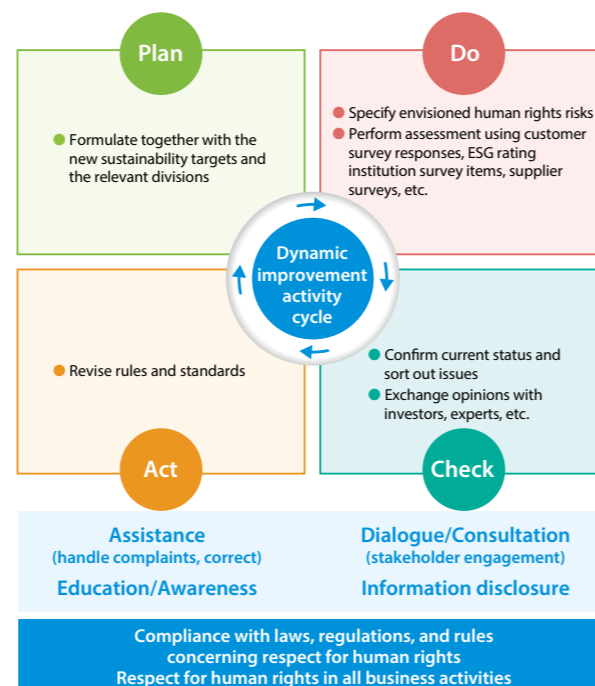 Plan
Do
● Formulate together with the
new sustainability targets and
the relevant divisions
● Specify envisioned human rights risks
● Perform assessment using customer
survey responses, ESG rating
institution survey items, supplier
surveys, etc.
Dynamic
improvement
activity
cycle
● Revise rules and standards
● Confirm current status and
sort out issues
● Exchange opinions with
investors, experts, etc.
Act
Check
Assistance
(handle complaints, correct)
Education/Awareness
Dialogue/Consultation
(stakeholder engagement)
Information disclosure
Compliance with laws, regulations, and rules
concerning respect for human rights
Respect for human rights in all business activities